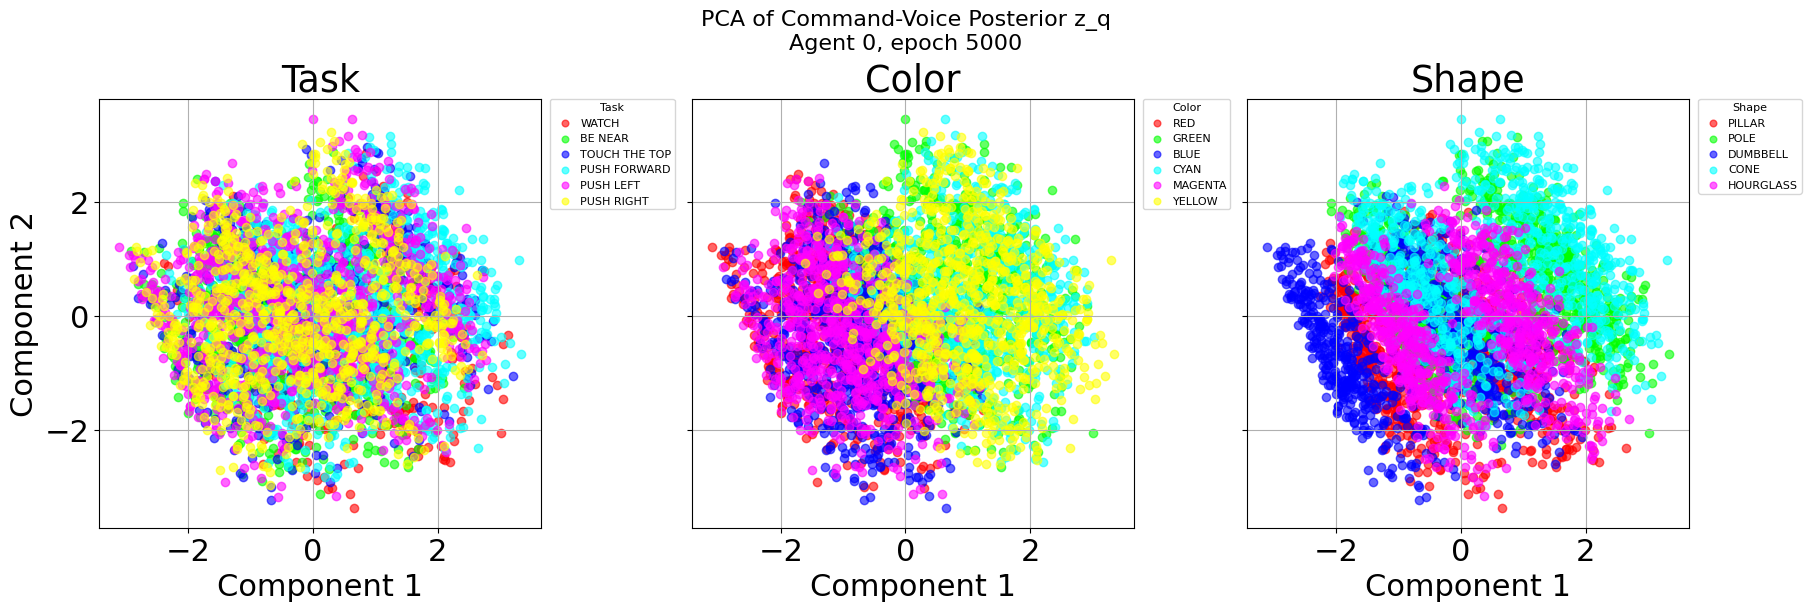 PCA of Command-Voice Posterior z_q
Agent 0, epoch 5000
Task
Component 2
2
0
−2
−2 0 2
Component 1
Task
WATCH
BE NEAR
TOUCH THE TOP
PUSH FORWARD
PUSH LEFT
PUSH RIGHT
Color
−2 0 2
Component 1
Color
RED
GREEN
BLUE
CYAN
MAGENTA
YELLOW
Shape
−2 0 2
Component 1
Shape
PILLAR
POLE
DUMBBELL
CONE
HOURGLASS